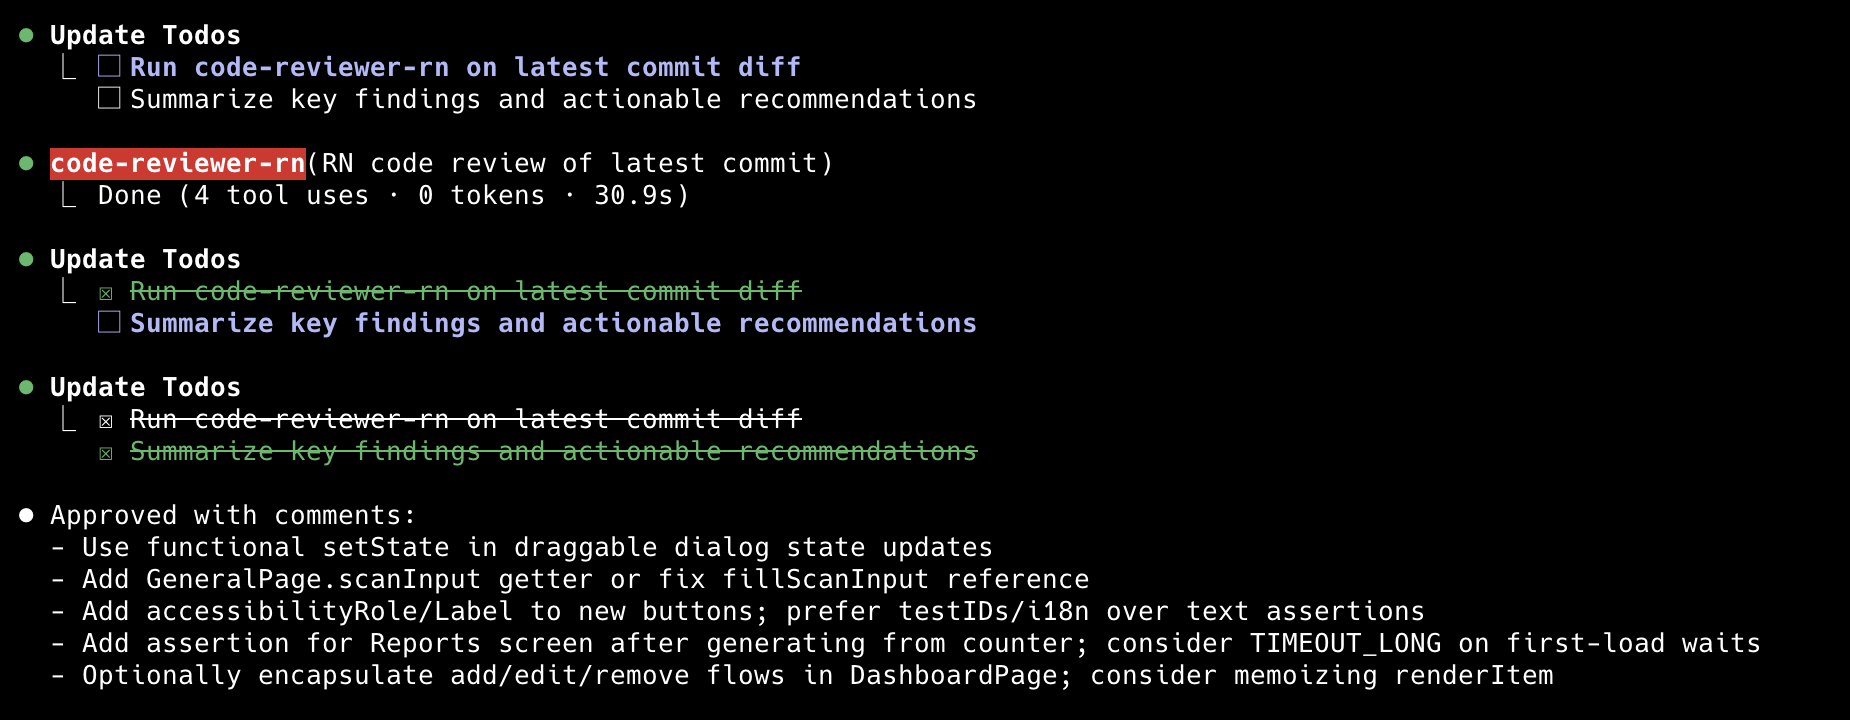 ● Update Todos
⎿ ☐ Run code-reviewer-rn on latest commit diff
☐ Summarize key findings and actionable recommendations
● code-reviewer-rn(RN code review of latest commit)
⎿ Done (4 tool uses · 0 tokens · 30.9s)
● Update Todos
⎿ ☒ Run code-reviewer-rn on latest commit diff
☐ Summarize key findings and actionable recommendations
● Update Todos
⎿ ☒ Run code-reviewer-rn on latest commit diff
☒ Summarize key findings and actionable recommendations
● Approved with comments:
- Use functional setState in draggable dialog state updates
- Add GeneralPage.scanInput getter or fix fillScanInput reference
- Add accessibilityRole/Label to new buttons; prefer testIDs/i18n over text assertions
- Add assertion for Reports screen after generating from counter; consider TIMEOUT_LONG on first-load waits
- Optionally encapsulate add/edit/remove flows in DashboardPage; consider memoizing renderItem